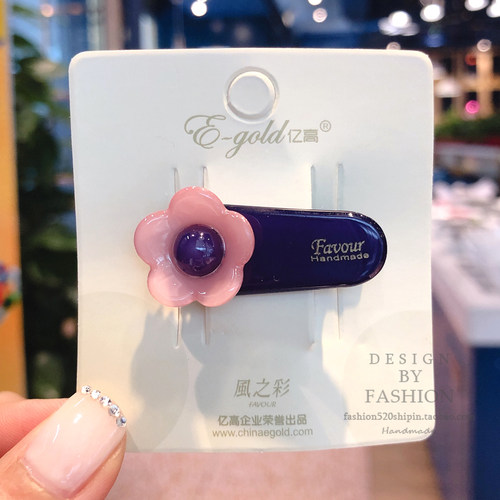 E-gold亿高®
Favour
Handmade
風之彩
FAVOUR
亿高企业荣誉出品
www.chinaegold.com
DESIGN
BY
FASHION
fashion520shipin.taobao
Handmade